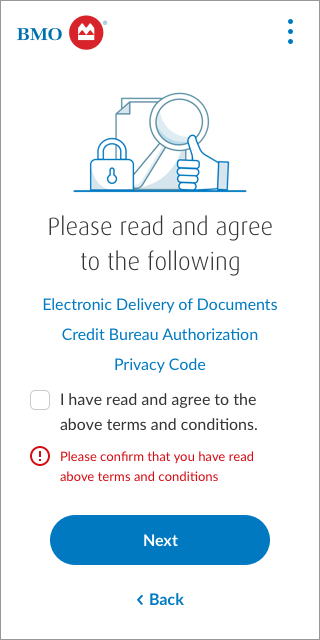 BMO
Please read and agree
to the following
Electronic Delivery of Documents
Credit Bureau Authorization
Privacy Code
I have read and agree to the
above terms and conditions.
Please confirm that you have read
above terms and conditions
Next
Back